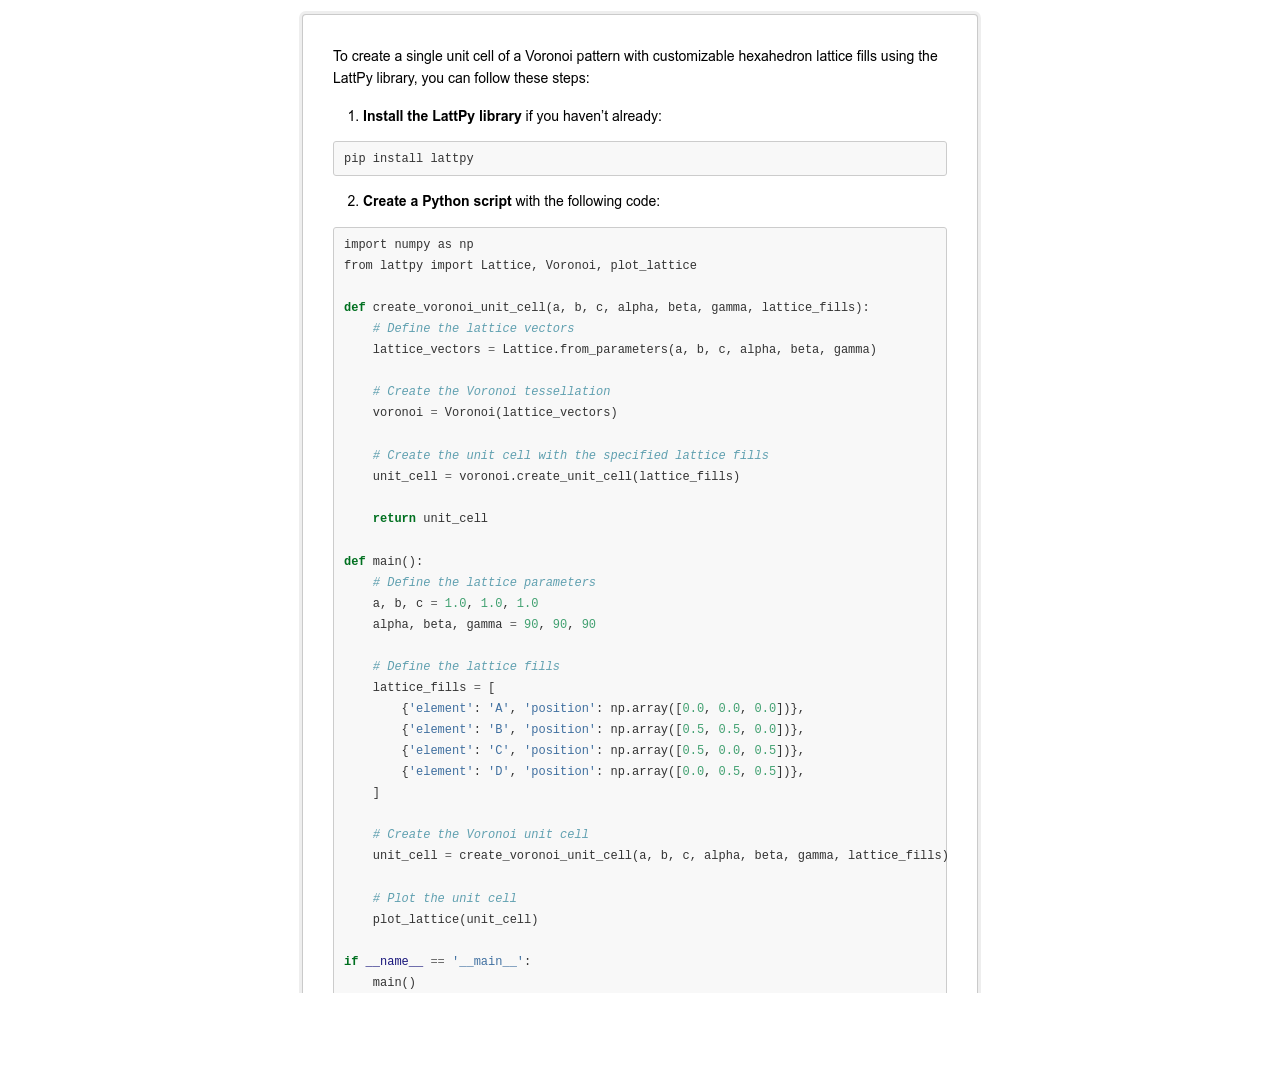 To create a single unit cell of a Voronoi pattern with customizable hexahedron lattice fills using the
LattPy library, you can follow these steps:
1. Install the LattPy library if you haven’t already:
pip install lattpy
2. Create a Python script with the following code:
import numpy as np
from lattpy import Lattice, Voronoi, plot_lattice

def create_voronoi_unit_cell(a, b, c, alpha, beta, gamma, lattice_fills):
    # Define the lattice vectors
    lattice_vectors = Lattice.from_parameters(a, b, c, alpha, beta, gamma)

    # Create the Voronoi tessellation
    voronoi = Voronoi(lattice_vectors)

    # Create the unit cell with the specified lattice fills
    unit_cell = voronoi.create_unit_cell(lattice_fills)

    return unit_cell

def main():
    # Define the lattice parameters
    a, b, c = 1.0, 1.0, 1.0
    alpha, beta, gamma = 90, 90, 90

    # Define the lattice fills
    lattice_fills = [
        {'element': 'A', 'position': np.array([0.0, 0.0, 0.0])},
        {'element': 'B', 'position': np.array([0.5, 0.5, 0.0])},
        {'element': 'C', 'position': np.array([0.5, 0.0, 0.5])},
        {'element': 'D', 'position': np.array([0.0, 0.5, 0.5])},
    ]

    # Create the Voronoi unit cell
    unit_cell = create_voronoi_unit_cell(a, b, c, alpha, beta, gamma, lattice_fills)

    # Plot the unit cell
    plot_lattice(unit_cell)

if __name__ == '__main__':
    main()